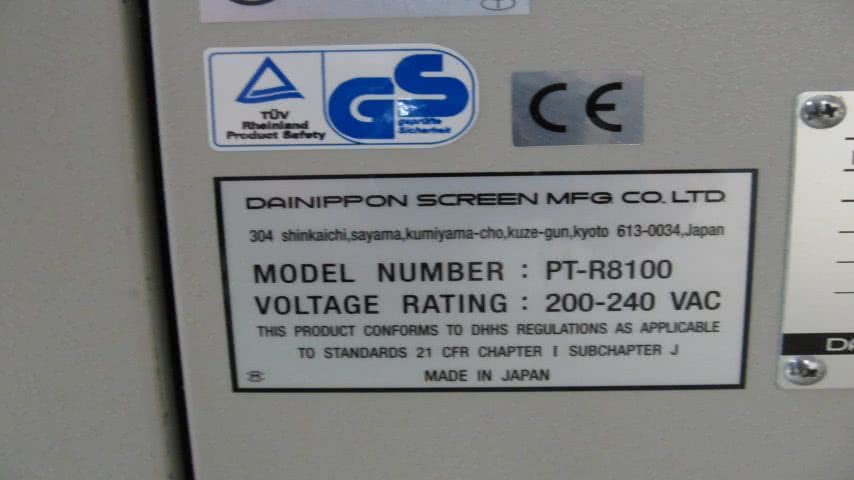 TÜV
Rheinland
Product Safety
GS
geprüfte
Sicherheit
CE
DAINIPPON SCREEN MFG. CO. LTD.
304 shinkaichi,sayama,kumiyama-cho,kuze-gun,kyoto 613-0034,Japan
MODEL NUMBER : PT-R8100
VOLTAGE RATING : 200-240 VAC
THIS PRODUCT CONFORMS TO DHHS REGULATIONS AS APPLICABLE
TO STANDARDS 21 CFR CHAPTER I SUBCHAPTER J
MADE IN JAPAN